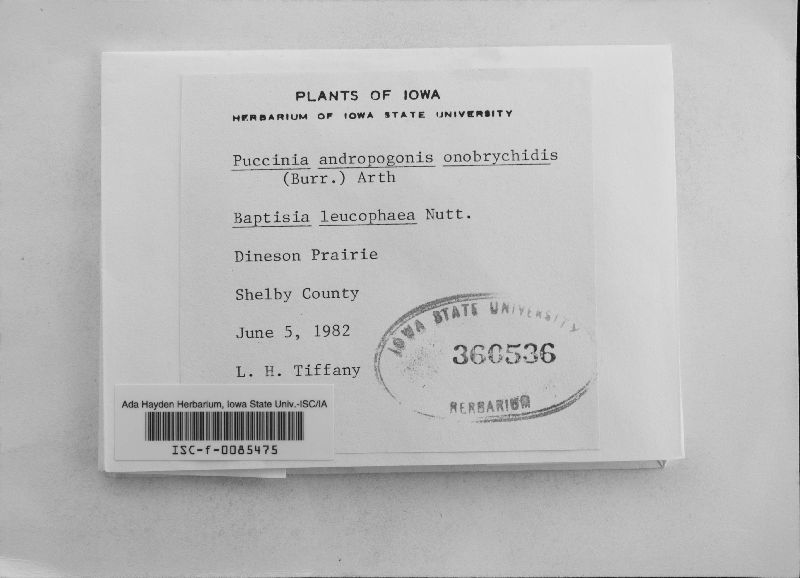 PLANTS OF IOWA
HERBARIUM OF IOWA STATE UNIVERSITY
Puccinia andropogonis onobrychidis
(Burr.) Arth
Baptisia leucophaea Nutt.
Dineson Prairie
Shelby County
June 5, 1982
L. H. Tiffany
IOWA STATE UNIVERSITY
360536
HERBARIUM
Ada Hayden Herbarium, Iowa State Univ.-ISC/IA
ISC-f-0085475